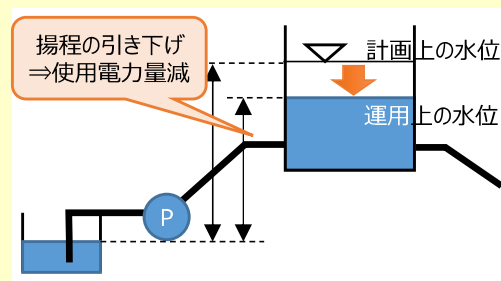 揚程の引き下げ
⇒使用電力量減
計画上の水位
運用上の水位
P